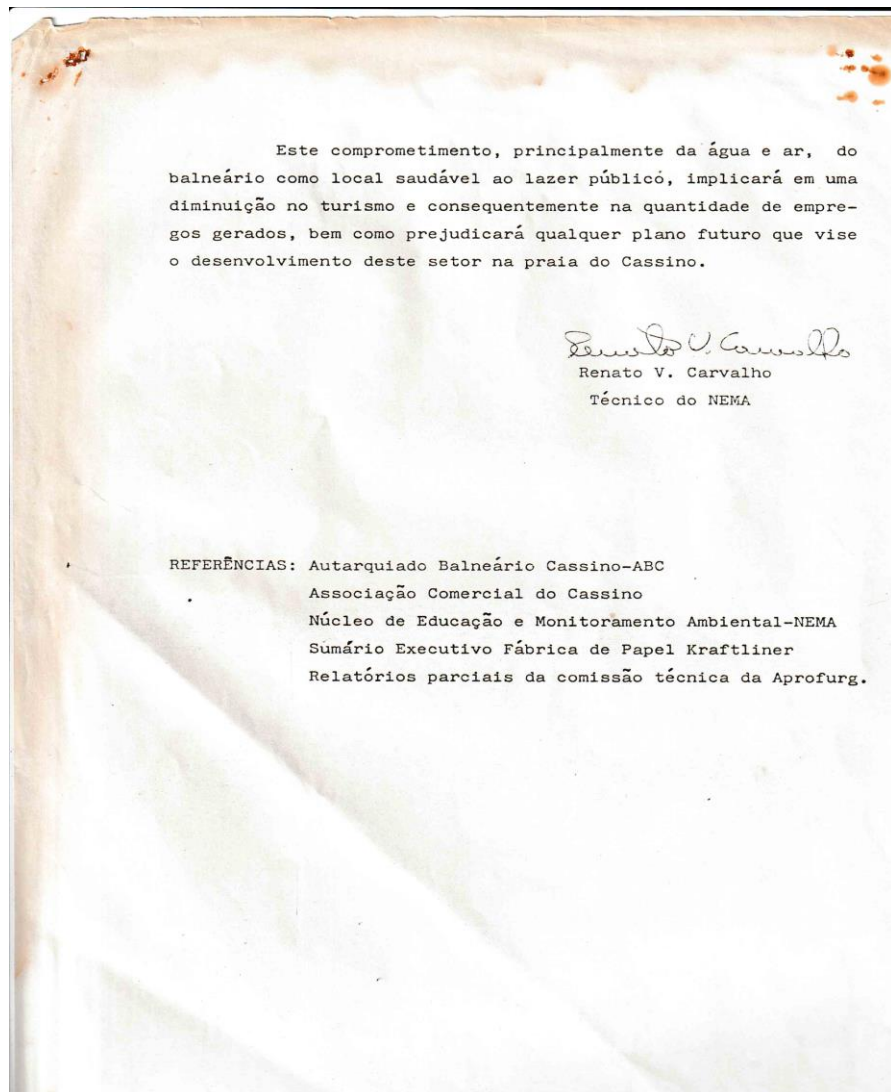 Este comprometimento, principalmente da água e ar, do
balneário como local saudável ao lazer público, implicará em uma
diminuição no turismo e consequentemente na quantidade de empre-
gos gerados, bem como prejudicará qualquer plano futuro que vise
o desenvolvimento deste setor na praia do Cassino.
Renato V. Carvalho
Renato V. Carvalho
Técnico do NEMA
REFERÊNCIAS: Autarquiado Balneário Cassino-ABC
Associação Comercial do Cassino
Núcleo de Educação e Monitoramento Ambiental-NEMA
Sumário Executivo Fábrica de Papel Kraftliner
Relatórios parciais da comissão técnica da Aprofurg.